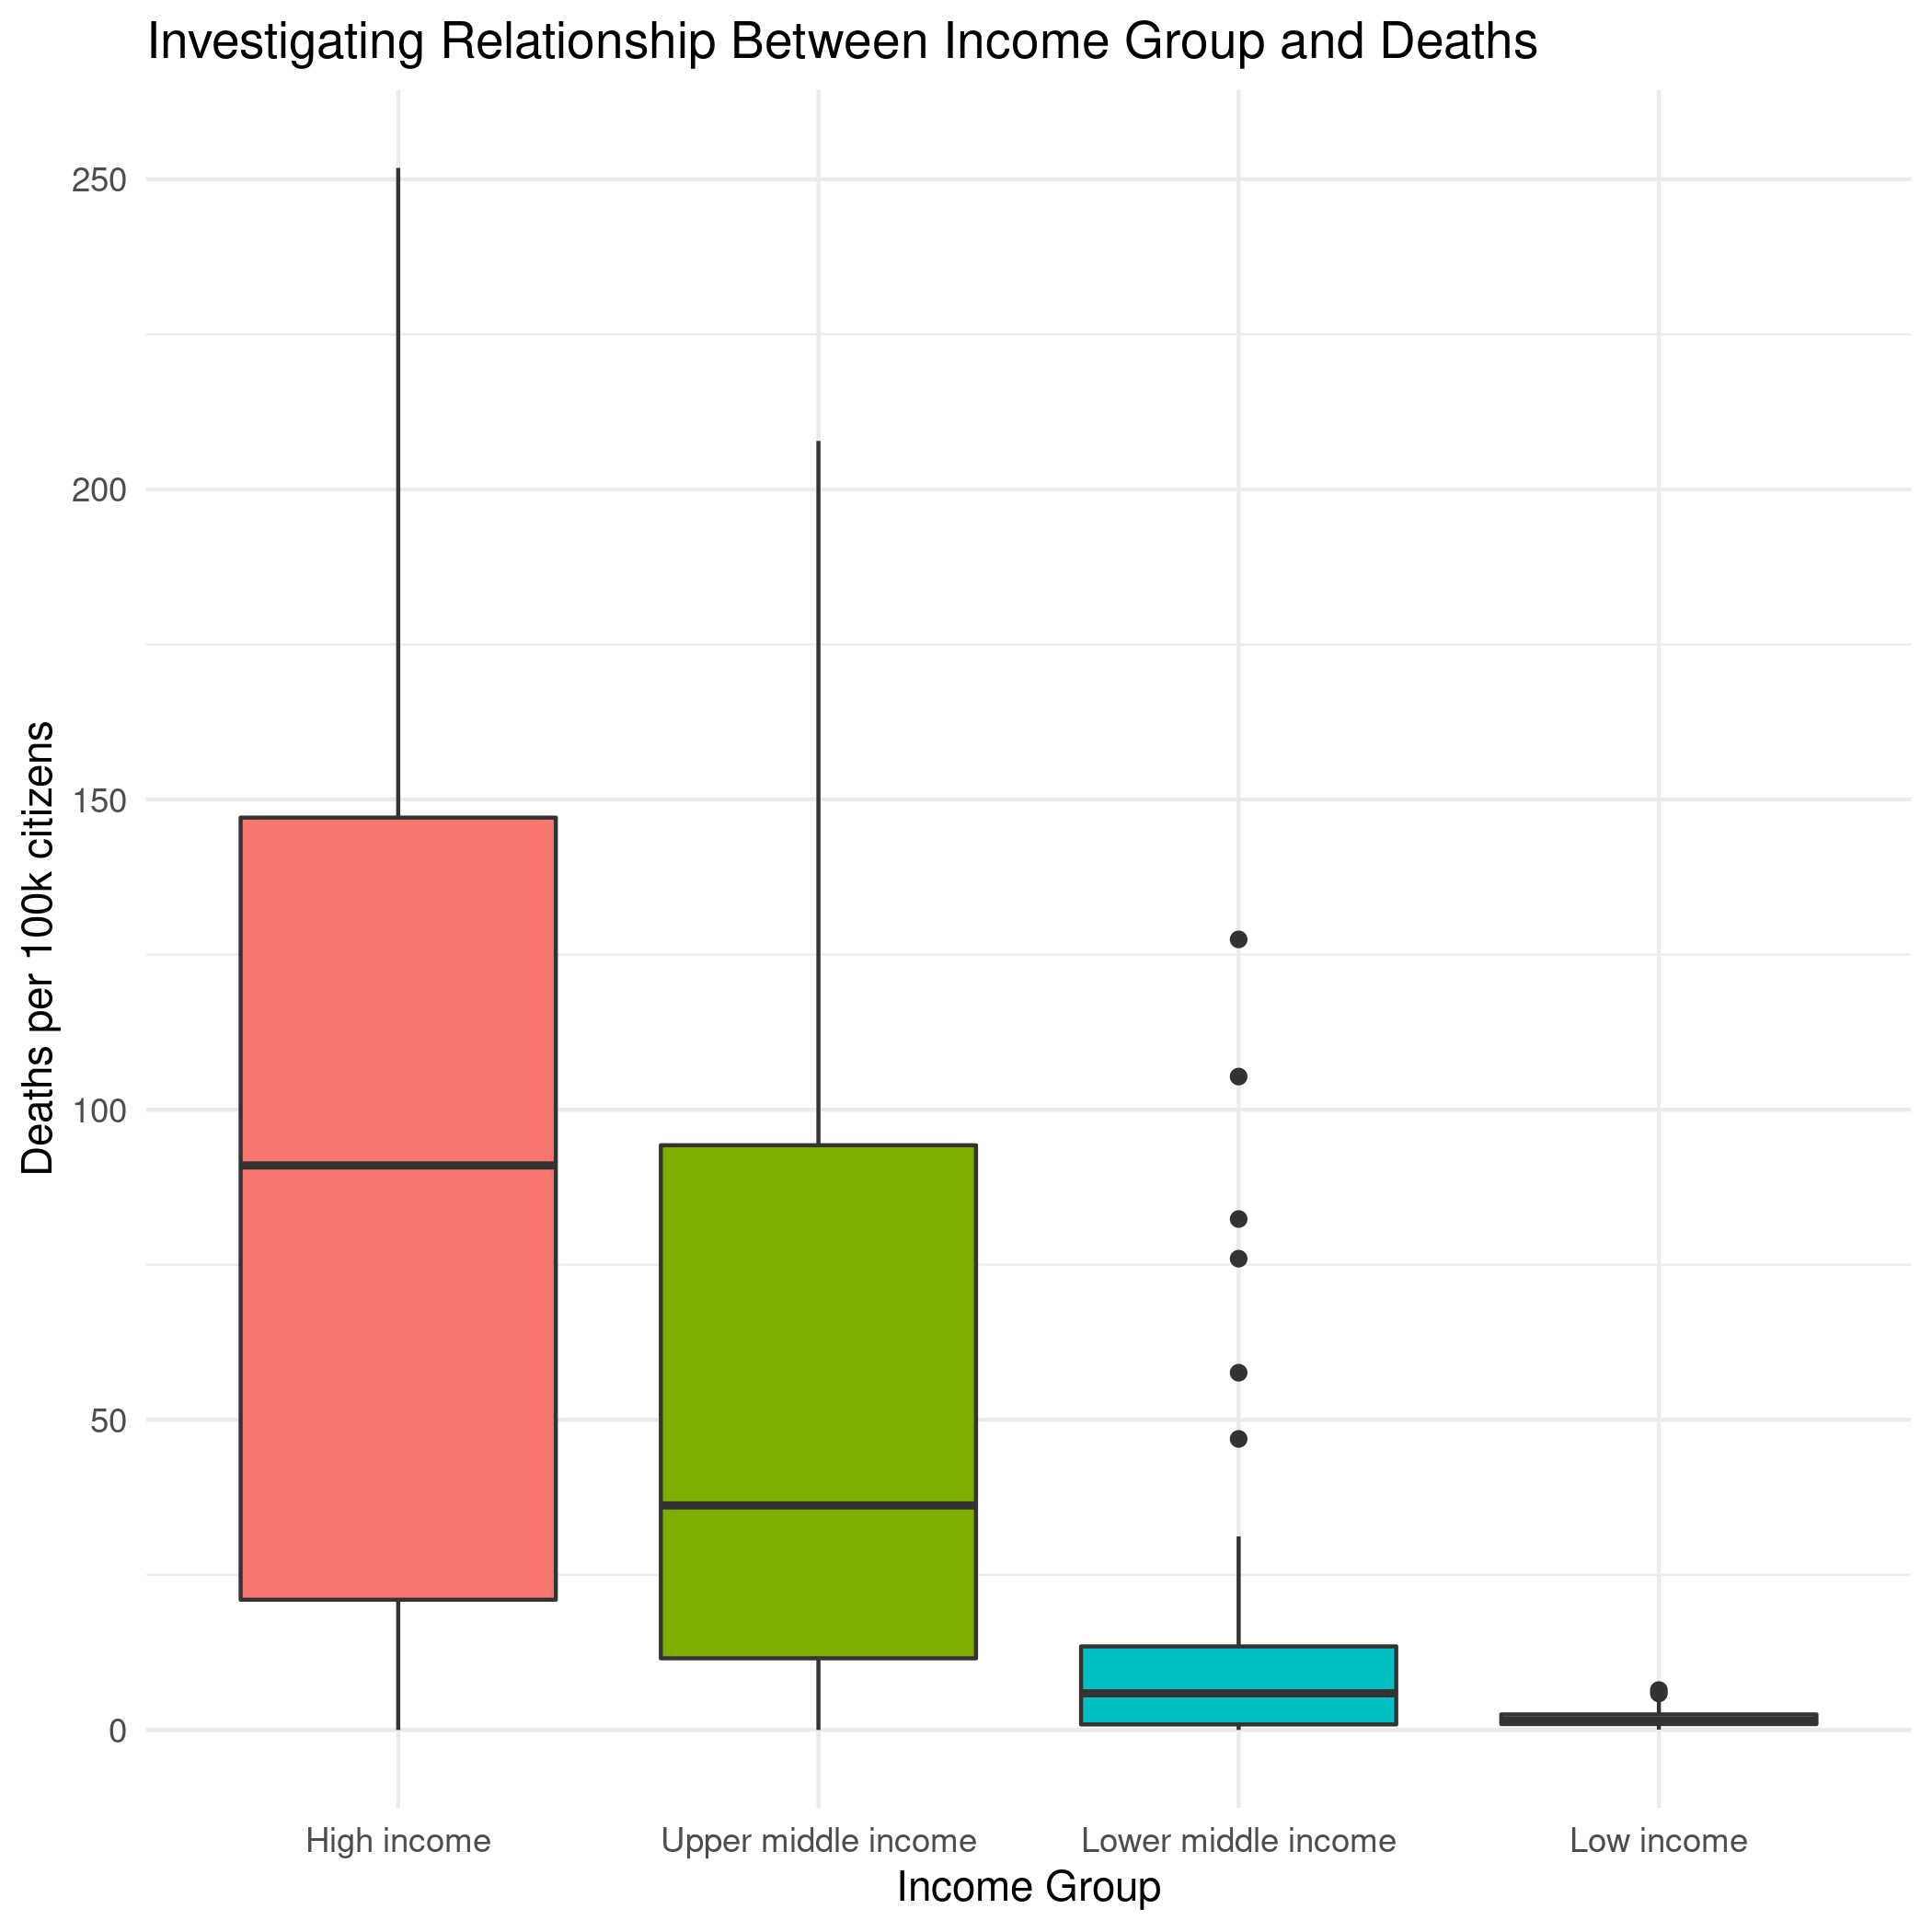 Investigating Relationship Between Income Group and Deaths
Deaths per 100k citizens
250
200
150
100
50
0
High income
Upper middle income
Lower middle income
Low income
Income Group